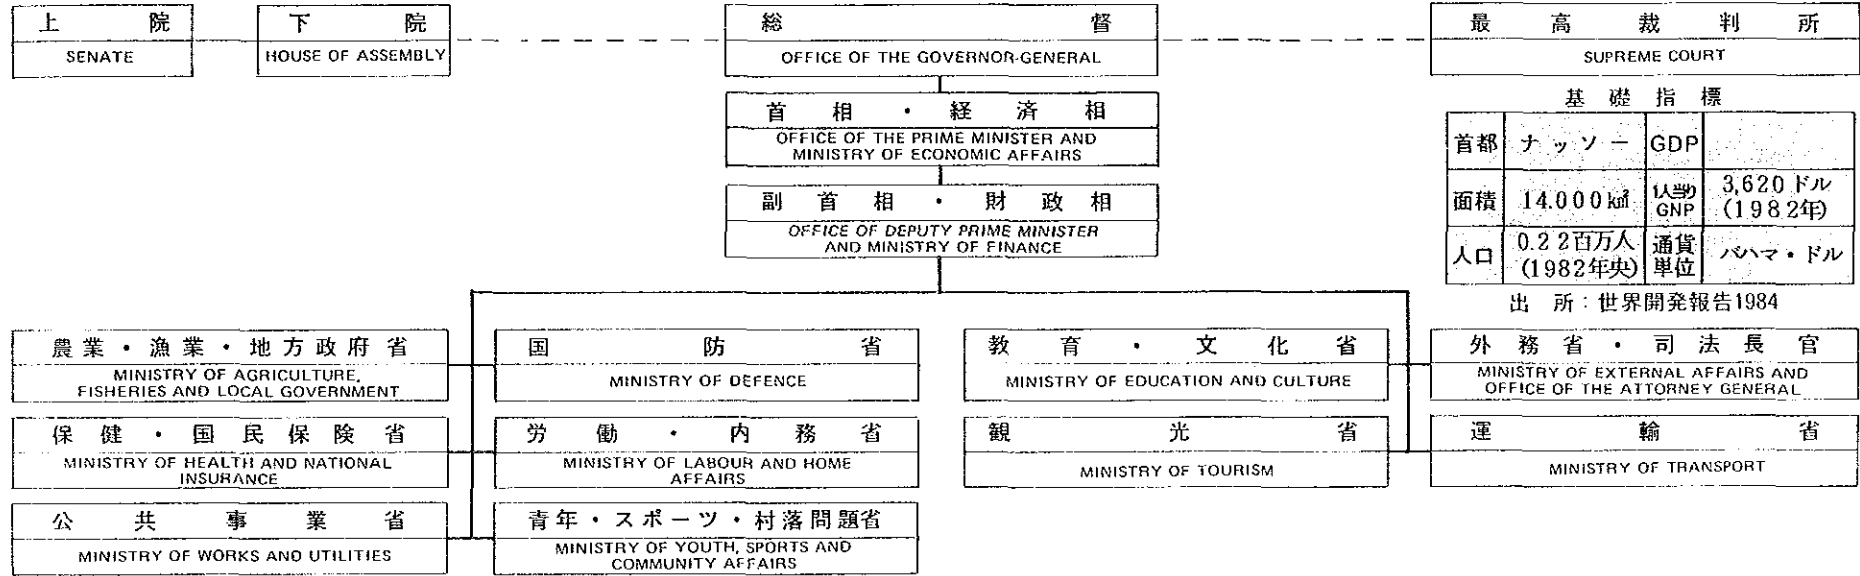 上院
SENATE
下院
HOUSE OF ASSEMBLY
総督
OFFICE OF THE GOVERNOR-GENERAL
最高裁判所
SUPREME COURT
首相・経済相
OFFICE OF THE PRIME MINISTER AND
MINISTRY OF ECONOMIC AFFAIRS
副首相・財政相
OFFICE OF DEPUTY PRIME MINISTER
AND MINISTRY OF FINANCE
基礎指標
首都 ナッソー GDP
面積 14.000㎢ 1人当り GNP 3,620ドル (1982年)
人口 0.22百万人 (1982年央) 通貨単位 バハマ・ドル
出所:世界開発報告1984
農業・漁業・地方政府省
MINISTRY OF AGRICULTURE,
FISHERIES AND LOCAL GOVERNMENT
国防省
MINISTRY OF DEFENCE
教育・文化省
MINISTRY OF EDUCATION AND CULTURE
外務省・司法長官
MINISTRY OF EXTERNAL AFFAIRS AND
OFFICE OF THE ATTORNEY GENERAL
保健・国民保険省
MINISTRY OF HEALTH AND NATIONAL
INSURANCE
労働・内務省
MINISTRY OF LABOUR AND HOME
AFFAIRS
観光省
MINISTRY OF TOURISM
運輸省
MINISTRY OF TRANSPORT
公共事業省
MINISTRY OF WORKS AND UTILITIES
青年・スポーツ・村落問題省
MINISTRY OF YOUTH, SPORTS AND
COMMUNITY AFFAIRS